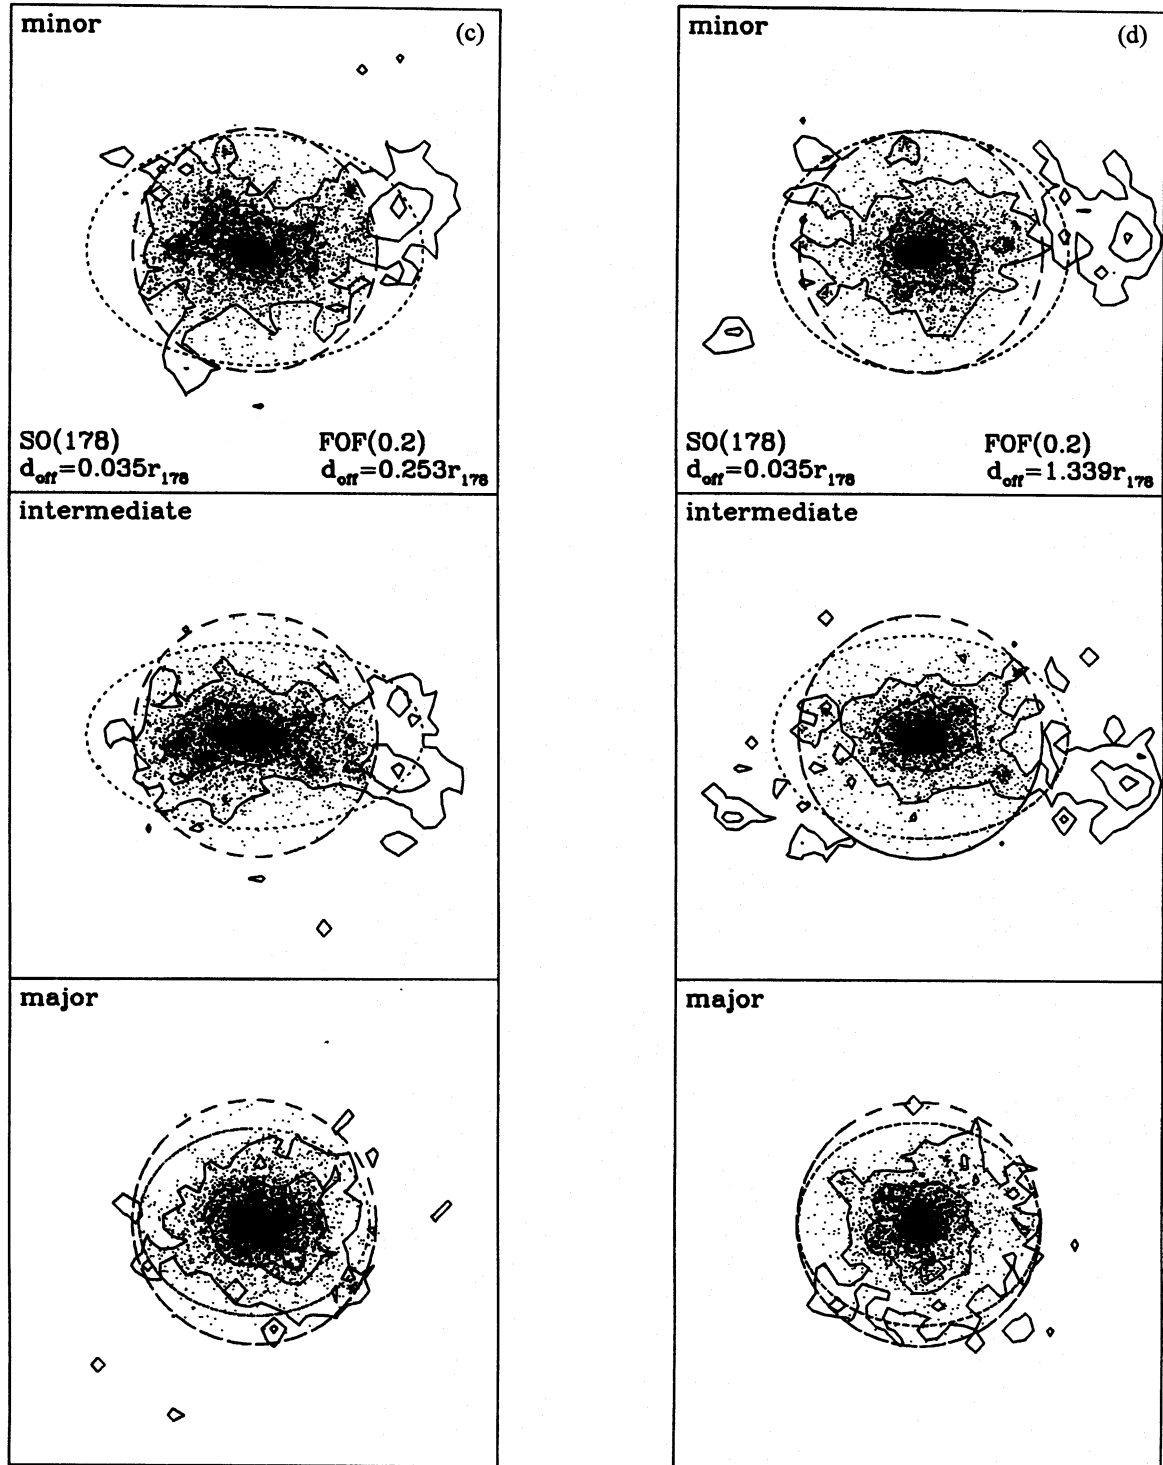 minor (c)
SO(178) FOF(0.2)
d_off=0.035r_178 d_off=0.253r_178
intermediate
major
minor (d)
SO(178) FOF(0.2)
d_off=0.035r_178 d_off=1.339r_178
intermediate
major